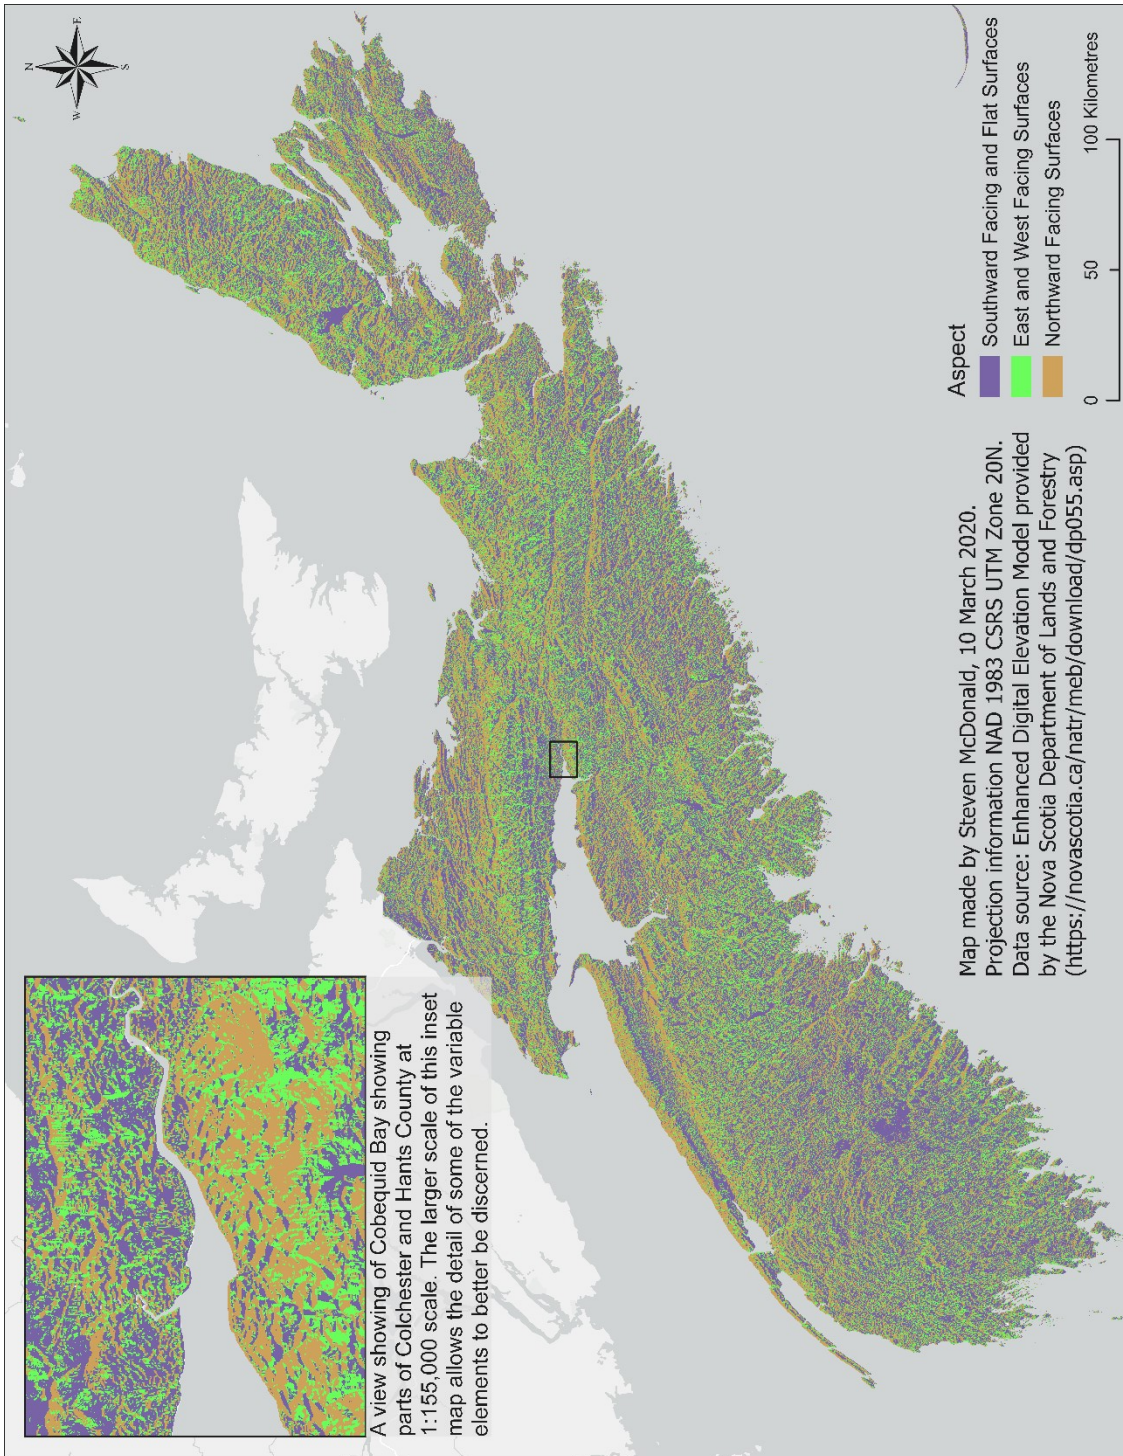 N
E
S
W
A view showing of Cobequid Bay showing
parts of Colchester and Hants County at
1:155,000 scale. The larger scale of this inset
map allows the detail of some of the variable
elements to better be discerned.
Map made by Steven McDonald, 10 March 2020.
Projection information NAD 1983 CSRS UTM Zone 20N.
Data source: Enhanced Digital Elevation Model provided
by the Nova Scotia Department of Lands and Forestry
(https://novascotia.ca/natr/meb/download/dp055.asp)
Aspect
Southward Facing and Flat Surfaces
East and West Facing Surfaces
Northward Facing Surfaces
0 50 100 Kilometres